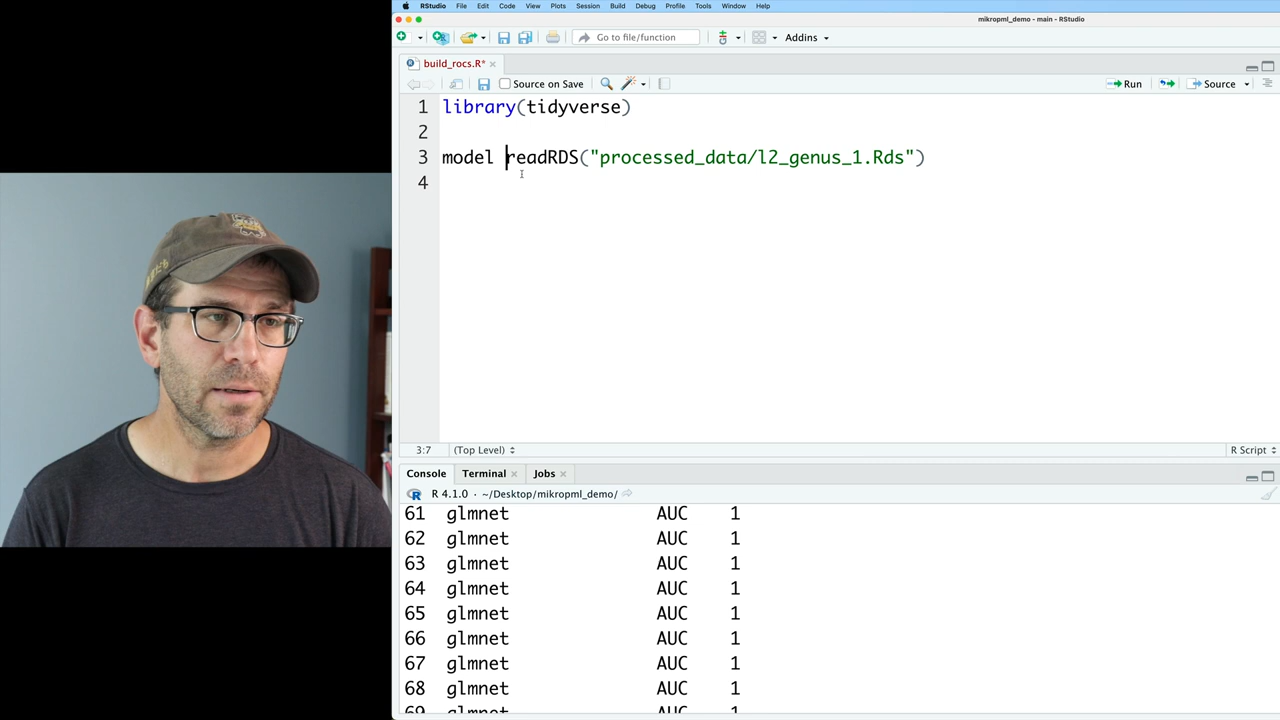 RStudio File Edit Code View Plots Session Build Debug Profile Tools Window Help
mikropml_demo - main - RStudio
Go to file/function Addins
build_rocs.R*
Source on Save Run Source
1 library(tidyverse)
2
3 model readRDS("processed_data/l2_genus_1.Rds")
4
3:7 (Top Level) R Script
Console Terminal Jobs
R 4.1.0 · ~/Desktop/mikropml_demo/
61 glmnet AUC 1
62 glmnet AUC 1
63 glmnet AUC 1
64 glmnet AUC 1
65 glmnet AUC 1
66 glmnet AUC 1
67 glmnet AUC 1
68 glmnet AUC 1